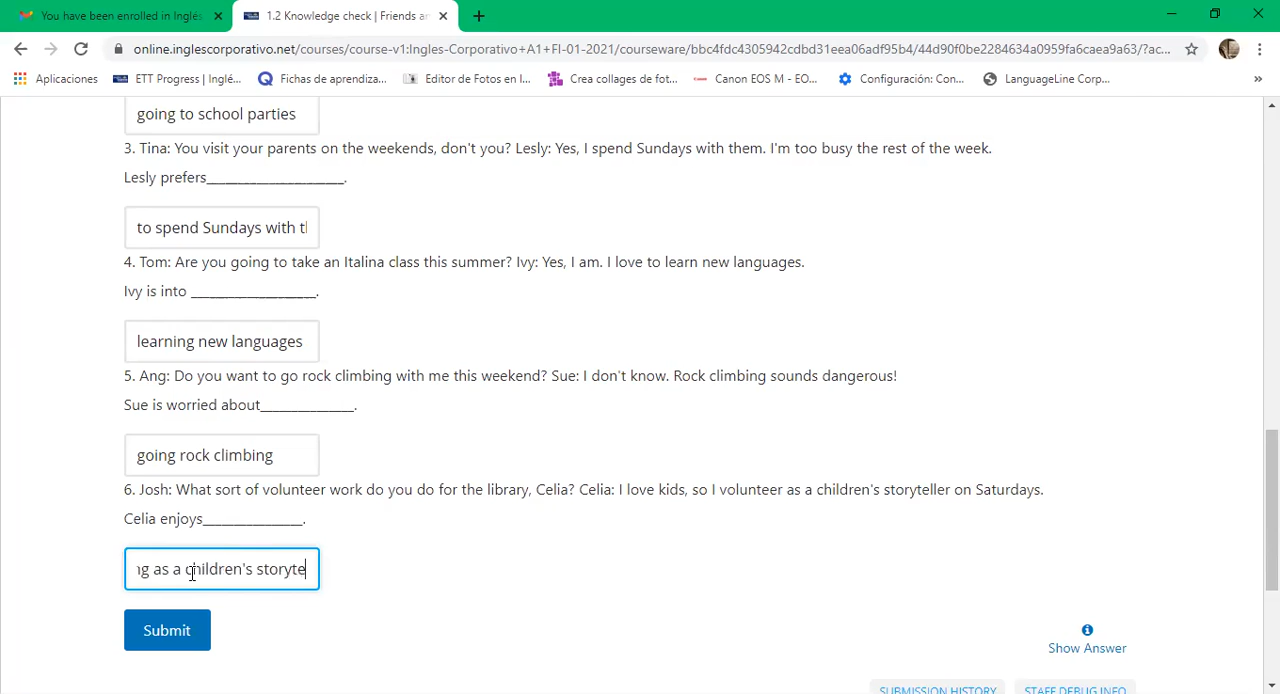 You have been enrolled in Inglés
1.2 Knowledge check | Friends an
online.inglescorporativo.net/courses/course-v1:Ingles-Corporativo+A1+FI-01-2021/courseware/bbc4fdc4305942cdbd31eea06adf95b4/44d90f0be2284634a0959fa6caea9a63/?ac...
Aplicaciones ETT Progress | Inglé... Fichas de aprendiza... Editor de Fotos en l... Crea collages de fot... Canon EOS M - EO... Configuración: Con... LanguageLine Corp... »
going to school parties
3. Tina: You visit your parents on the weekends, don't you? Lesly: Yes, I spend Sundays with them. I'm too busy the rest of the week.
Lesly prefers______________________.
to spend Sundays with tl
4. Tom: Are you going to take an Italina class this summer? Ivy: Yes, I am. I love to learn new languages.
Ivy is into ____________________.
learning new languages
5. Ang: Do you want to go rock climbing with me this weekend? Sue: I don't know. Rock climbing sounds dangerous!
Sue is worried about_______________.
going rock climbing
6. Josh: What sort of volunteer work do you do for the library, Celia? Celia: I love kids, so I volunteer as a children's storyteller on Saturdays.
Celia enjoys________________.
ng as a children's storyte
Submit
Show Answer
SUBMISSION HISTORY STAFF DEBUG INFO